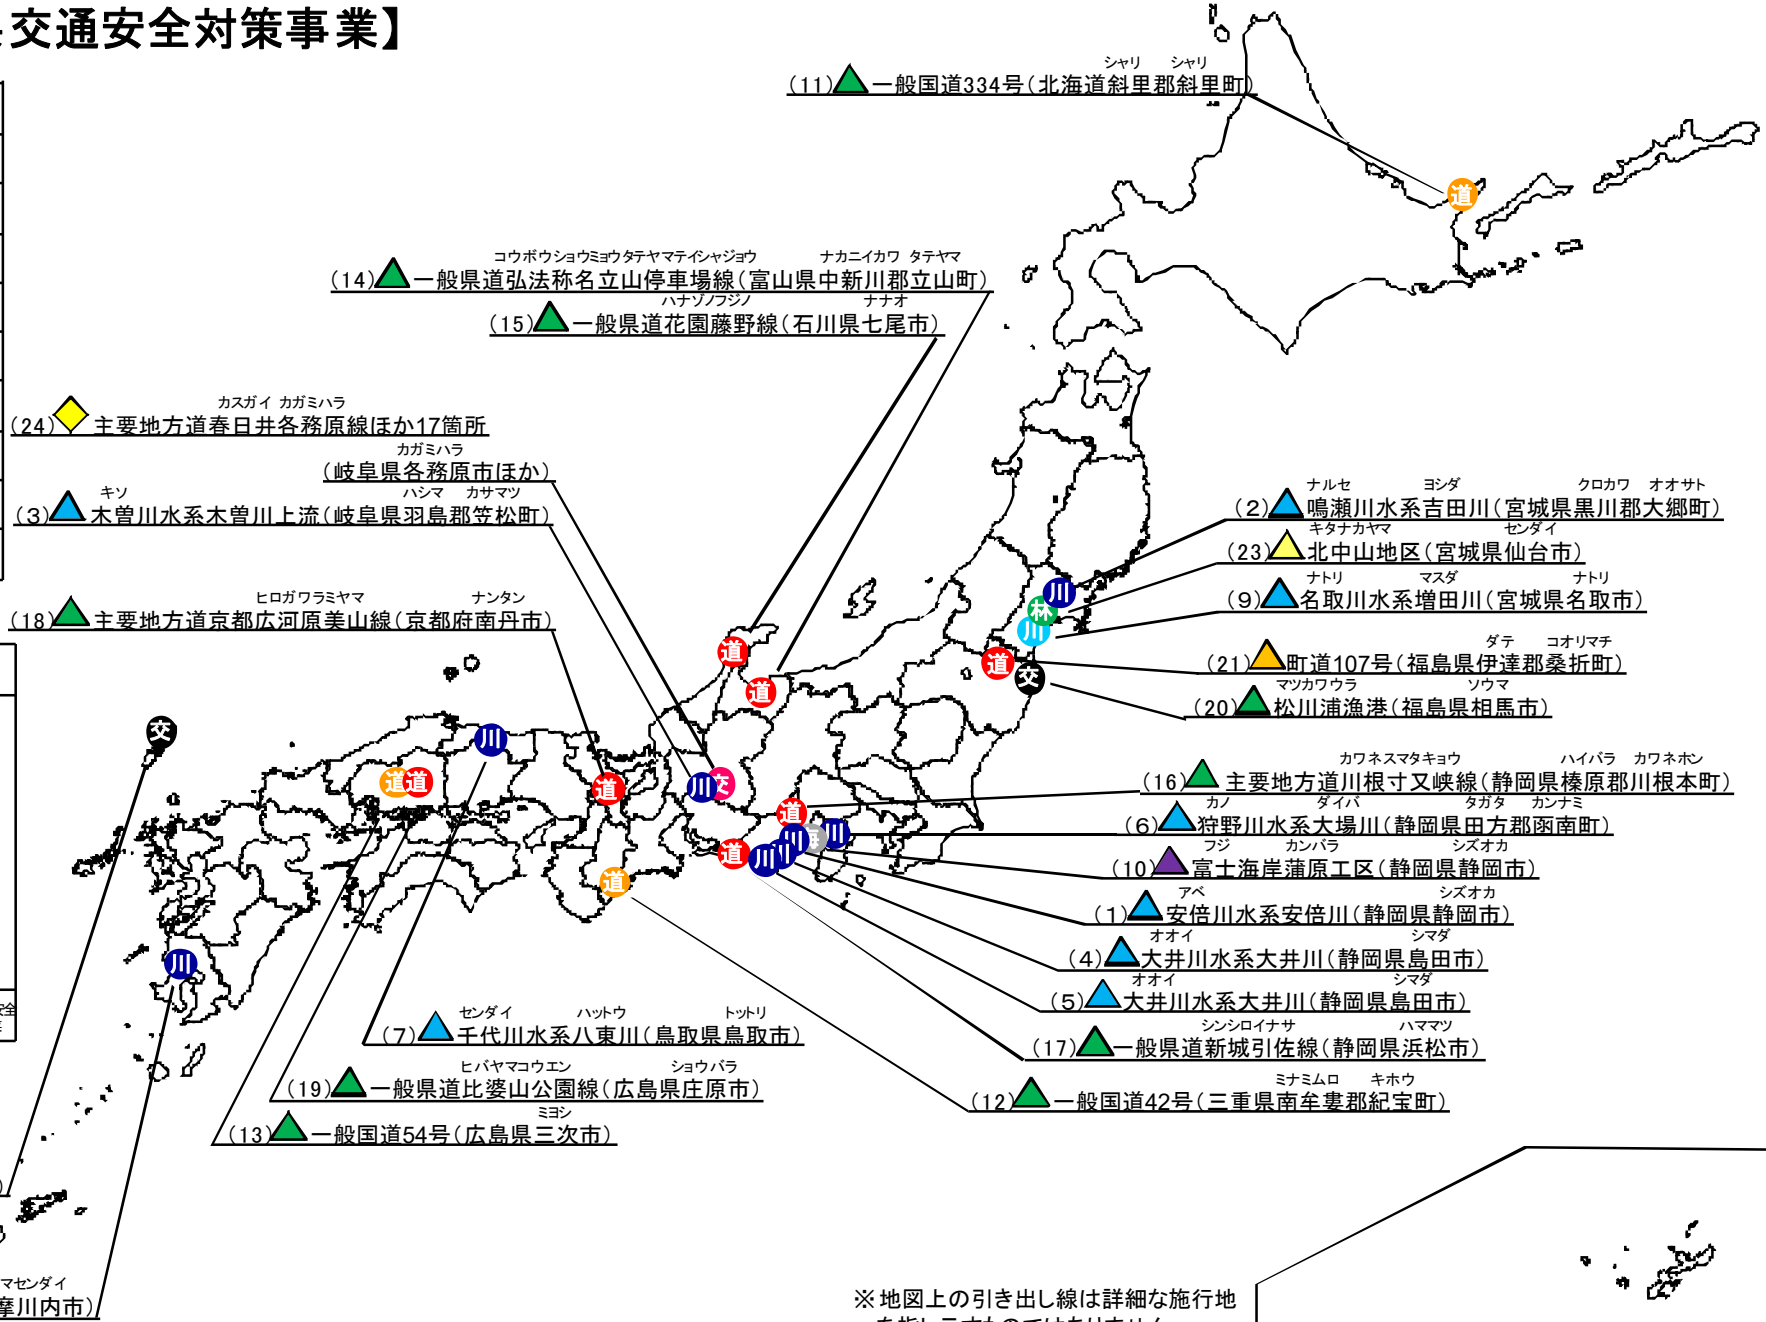 交通安全対策事業】
シャリ シャリ
(11) 一般国道334号(北海道斜里郡斜里町)
道
コウボウショウミョウタテヤマテイシャジョウ ナカニイカワ タテヤマ
(14) 一般県道弘法称名立山停車場線(富山県中新川郡立山町)
ハナゾノフジノ ナナオ
(15) 一般県道花園藤野線(石川県七尾市)
カスガイ カガミハラ
(24) 主要地方道春日井各務原線ほか17箇所
カガミハラ
(岐阜県各務原市ほか)
キソ ハシマ カサマツ
(3) 木曽川水系木曽川上流(岐阜県羽島郡笠松町)
ナルセ ヨシダ クロカワ オオサト
(2) 鳴瀬川水系吉田川(宮城県黒川郡大郷町)
キタナカヤマ センダイ
(23) 北中山地区(宮城県仙台市)
ナトリ マスダ ナトリ
(9) 名取川水系増田川(宮城県名取市)
川
林
川
ヒロガワラミヤマ ナンタン
(18) 主要地方道京都広河原美山線(京都府南丹市)
ダテ コオリマチ
(21) 町道107号(福島県伊達郡桑折町)
マツカワウラ ソウマ
(20) 松川浦漁港(福島県相馬市)
道
道
道
交
交
川
道
道
道
川
交
カワネスマタキョウ ハイバラ カワネホン
(16) 主要地方道川根寸又峡線(静岡県榛原郡川根本町)
カノ ダイバ タガタ カンナミ
(6) 狩野川水系大場川(静岡県田方郡函南町)
フジ カンバラ シズオカ
(10) 富士海岸蒲原工区(静岡県静岡市)
アベ シズオカ
(1) 安倍川水系安倍川(静岡県静岡市)
オオイ シマダ
(4) 大井川水系大井川(静岡県島田市)
オオイ シマダ
(5) 大井川水系大井川(静岡県島田市)
道
川
海
川
道
川
川
道
川
センダイ ハットウ トットリ
(7) 千代川水系八東川(鳥取県鳥取市)
シンシロイナサ ハママツ
(17) 一般県道新城引佐線(静岡県浜松市)
ヒバヤマコウエン ショウバラ
(19) 一般県道比婆山公園線(広島県庄原市)
ミナミムロ キホウ
(12) 一般国道42号(三重県南牟婁郡紀宝町)
ミヨシ
(13) 一般国道54号(広島県三次市)
安全
)
マセンダイ
摩川内市)
※地図上の引き出し線は詳細な施行地